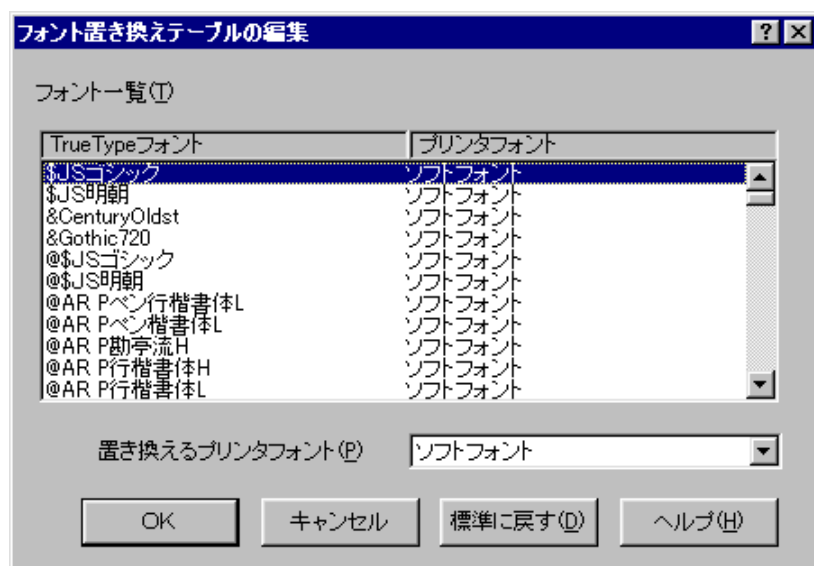 フォント置き換えテーブルの編集
フォント一覧(T)
TrueTypeフォント プリンタフォント
$JSゴシック ソフトフォント
$JS明朝 ソフトフォント
&CenturyOldst ソフトフォント
&Gothic720 ソフトフォント
@$JSゴシック ソフトフォント
@$JS明朝 ソフトフォント
@AR Pペン行楷書体L ソフトフォント
@AR Pペン楷書体L ソフトフォント
@AR P勘亭流H ソフトフォント
@AR P行楷書体H ソフトフォント
@AR P行楷書体L ソフトフォント
置き換えるプリンタフォント(P) ソフトフォント
OK キャンセル 標準に戻す(D) ヘルプ(H)